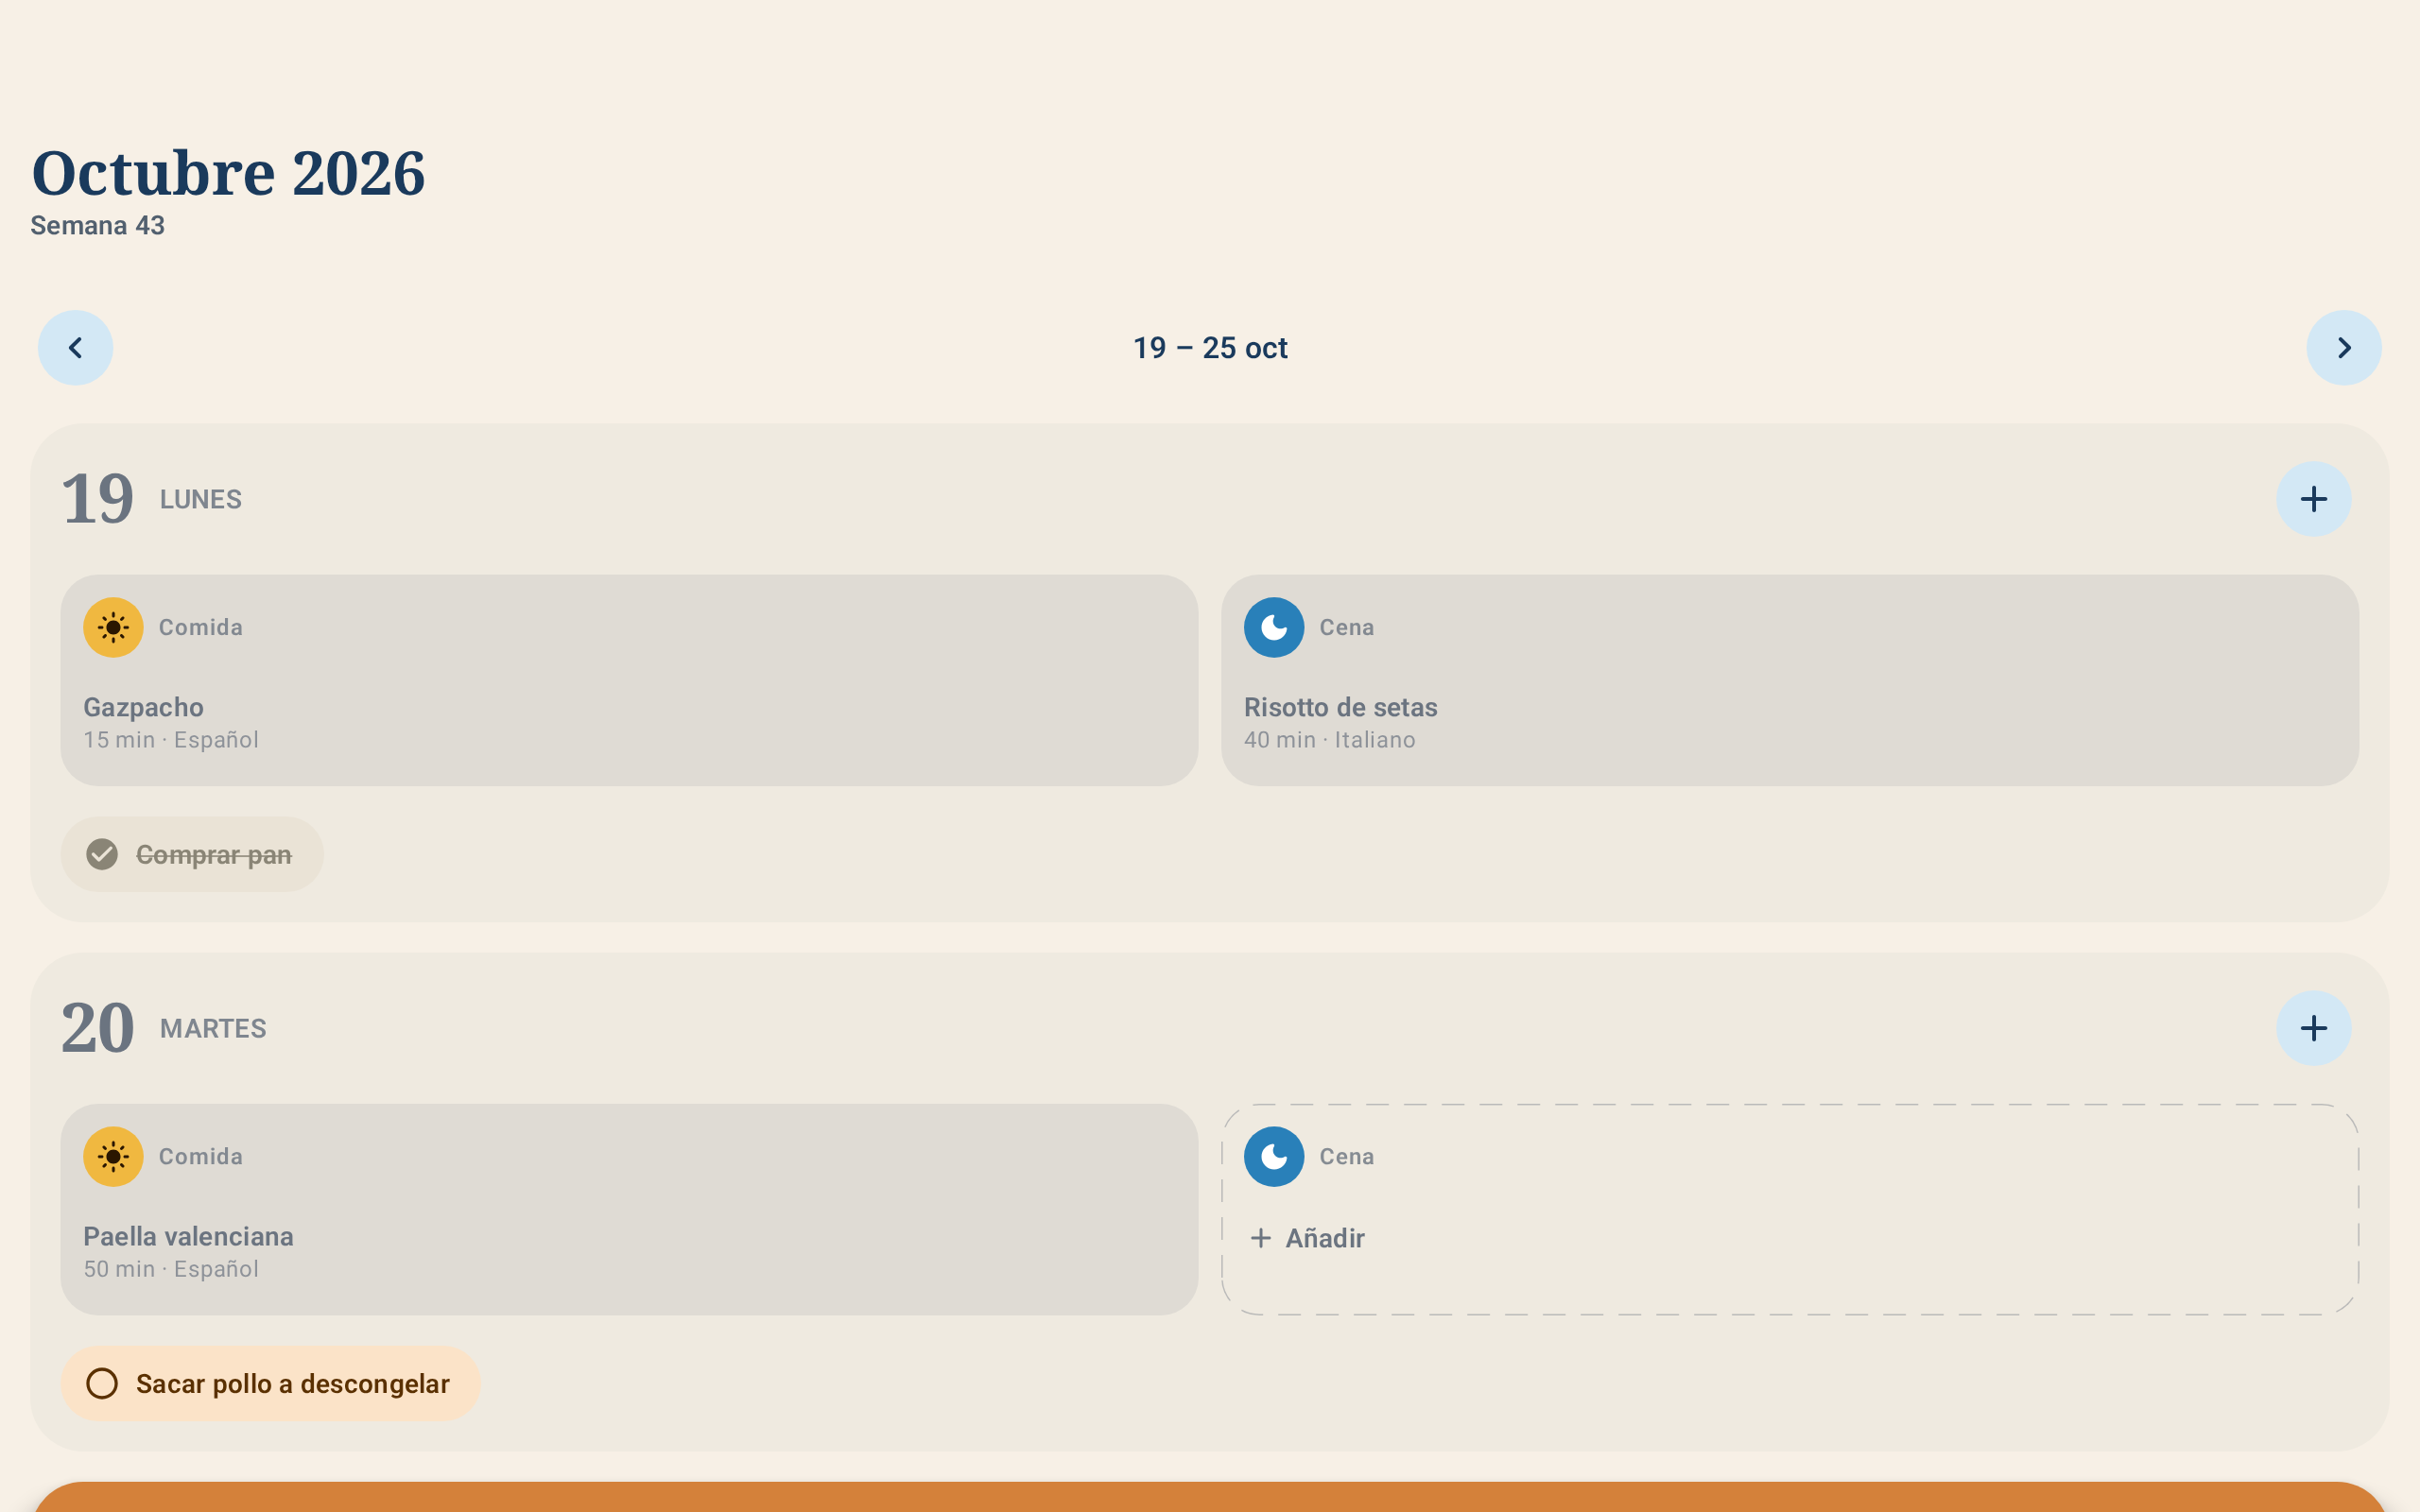 Octubre 2026
Semana 43
19 – 25 oct
19 LUNES
Comida
Gazpacho
15 min · Español
Cena
Risotto de setas
40 min · Italiano
Comprar pan
20 MARTES
Comida
Paella valenciana
50 min · Español
Cena
+ Añadir
Sacar pollo a descongelar